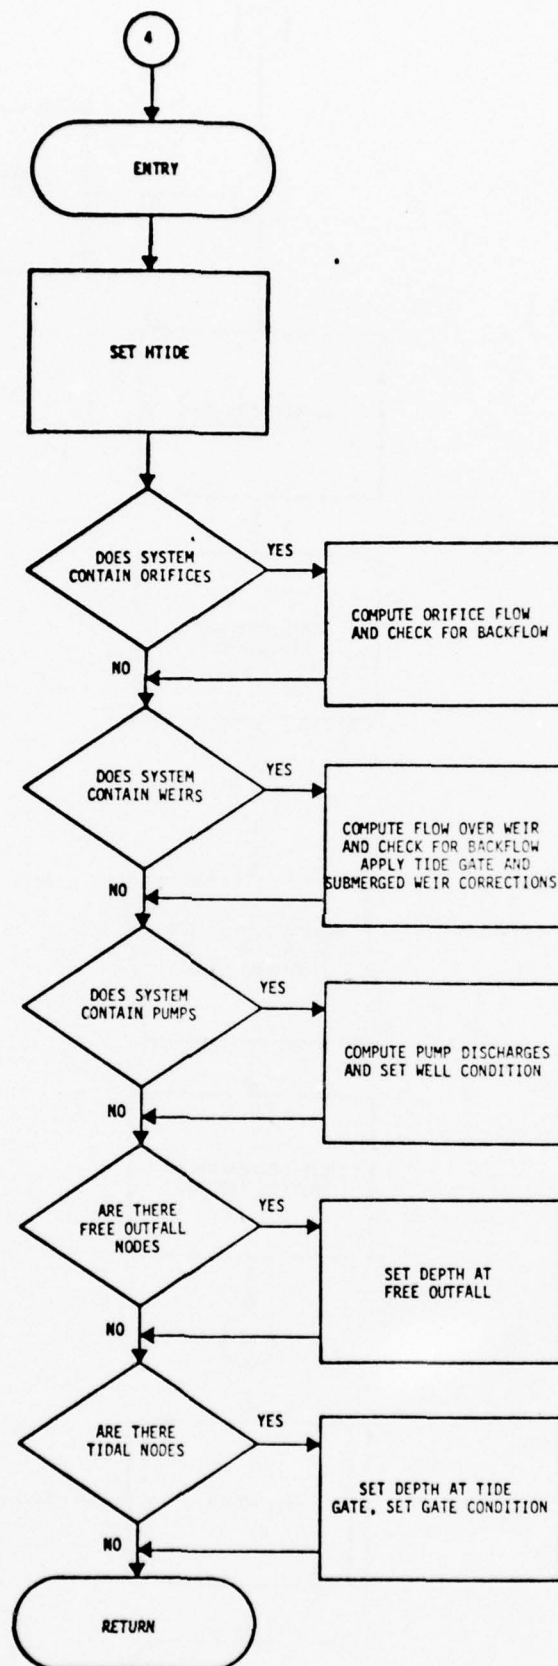 4
ENTRY
SET HTIDE
DOES SYSTEM
CONTAIN ORIFICES
YES
COMPUTE ORIFICE FLOW
AND CHECK FOR BACKFLOW
NO
DOES SYSTEM
CONTAIN WEIRS
YES
COMPUTE FLOW OVER WEIR
AND CHECK FOR BACKFLOW
APPLY TIDE GATE AND
SUBMERGED WEIR CORRECTIONS
NO
DOES SYSTEM
CONTAIN PUMPS
YES
COMPUTE PUMP DISCHARGES
AND SET WELL CONDITION
NO
ARE THERE
FREE OUTFALL
NODES
YES
SET DEPTH AT
FREE OUTFALL
NO
ARE THERE
TIDAL NODES
YES
SET DEPTH AT TIDE
GATE, SET GATE CONDITION
NO
RETURN